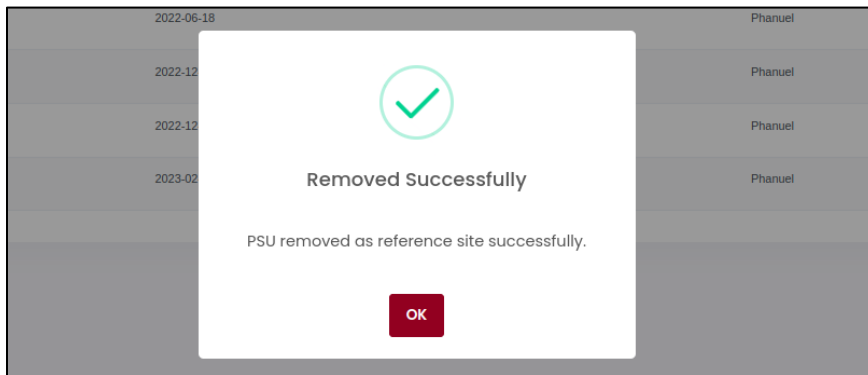 2022-06-18 Phanuel
2022-12 Phanuel
2022-12 Phanuel
2023-02 Phanuel
Removed Successfully
PSU removed as reference site successfully.
OK